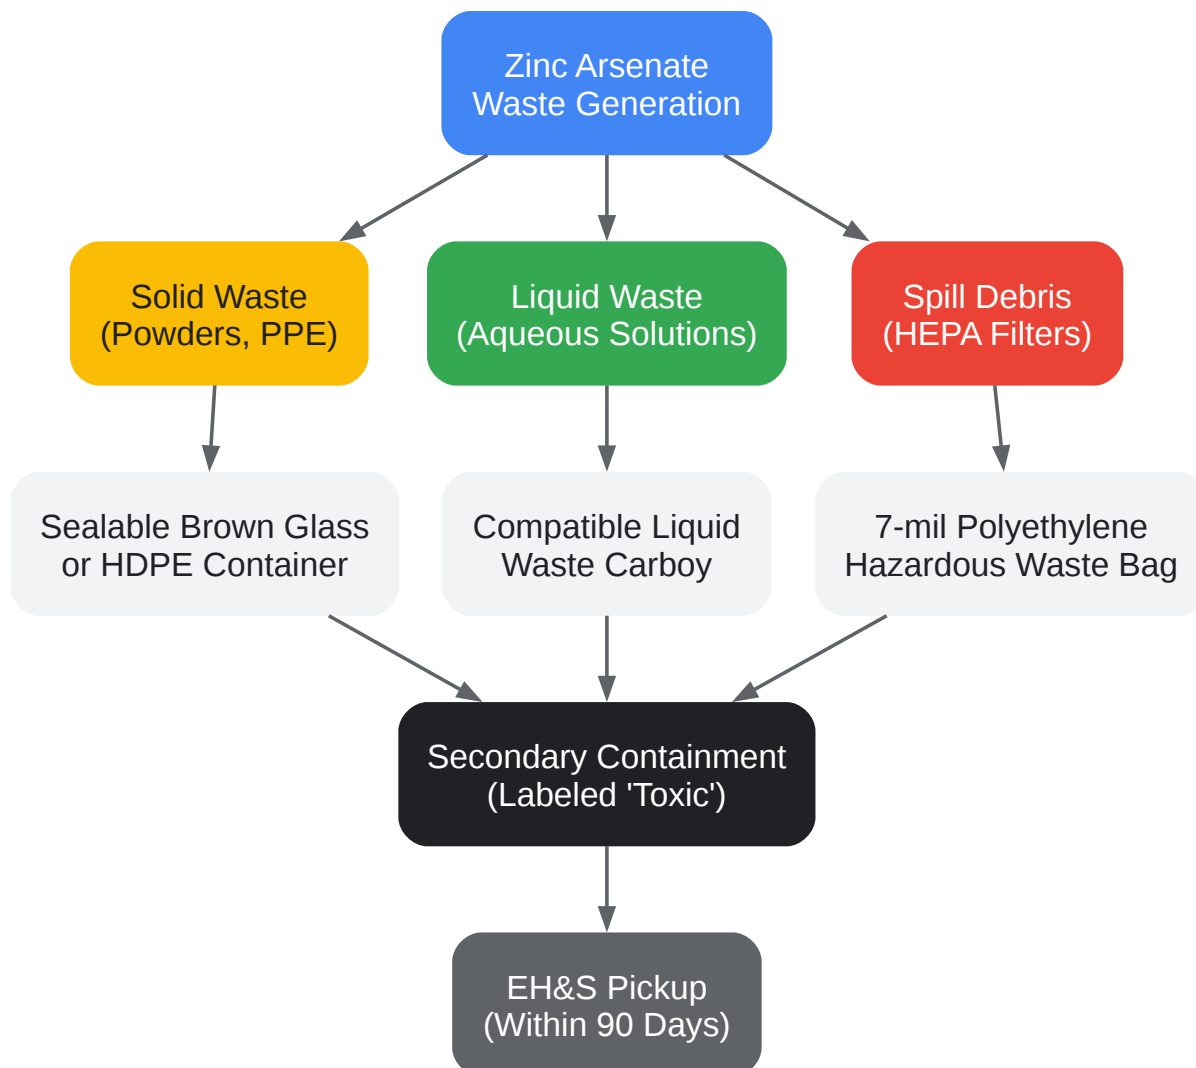 Zinc Arsenate
Waste Generation
Solid Waste
(Powders, PPE)
Liquid Waste
(Aqueous Solutions)
Spill Debris
(HEPA Filters)
Sealable Brown Glass
or HDPE Container
Compatible Liquid
Waste Carboy
7-mil Polyethylene
Hazardous Waste Bag
Secondary Containment
(Labeled 'Toxic')
EH&S Pickup
(Within 90 Days)